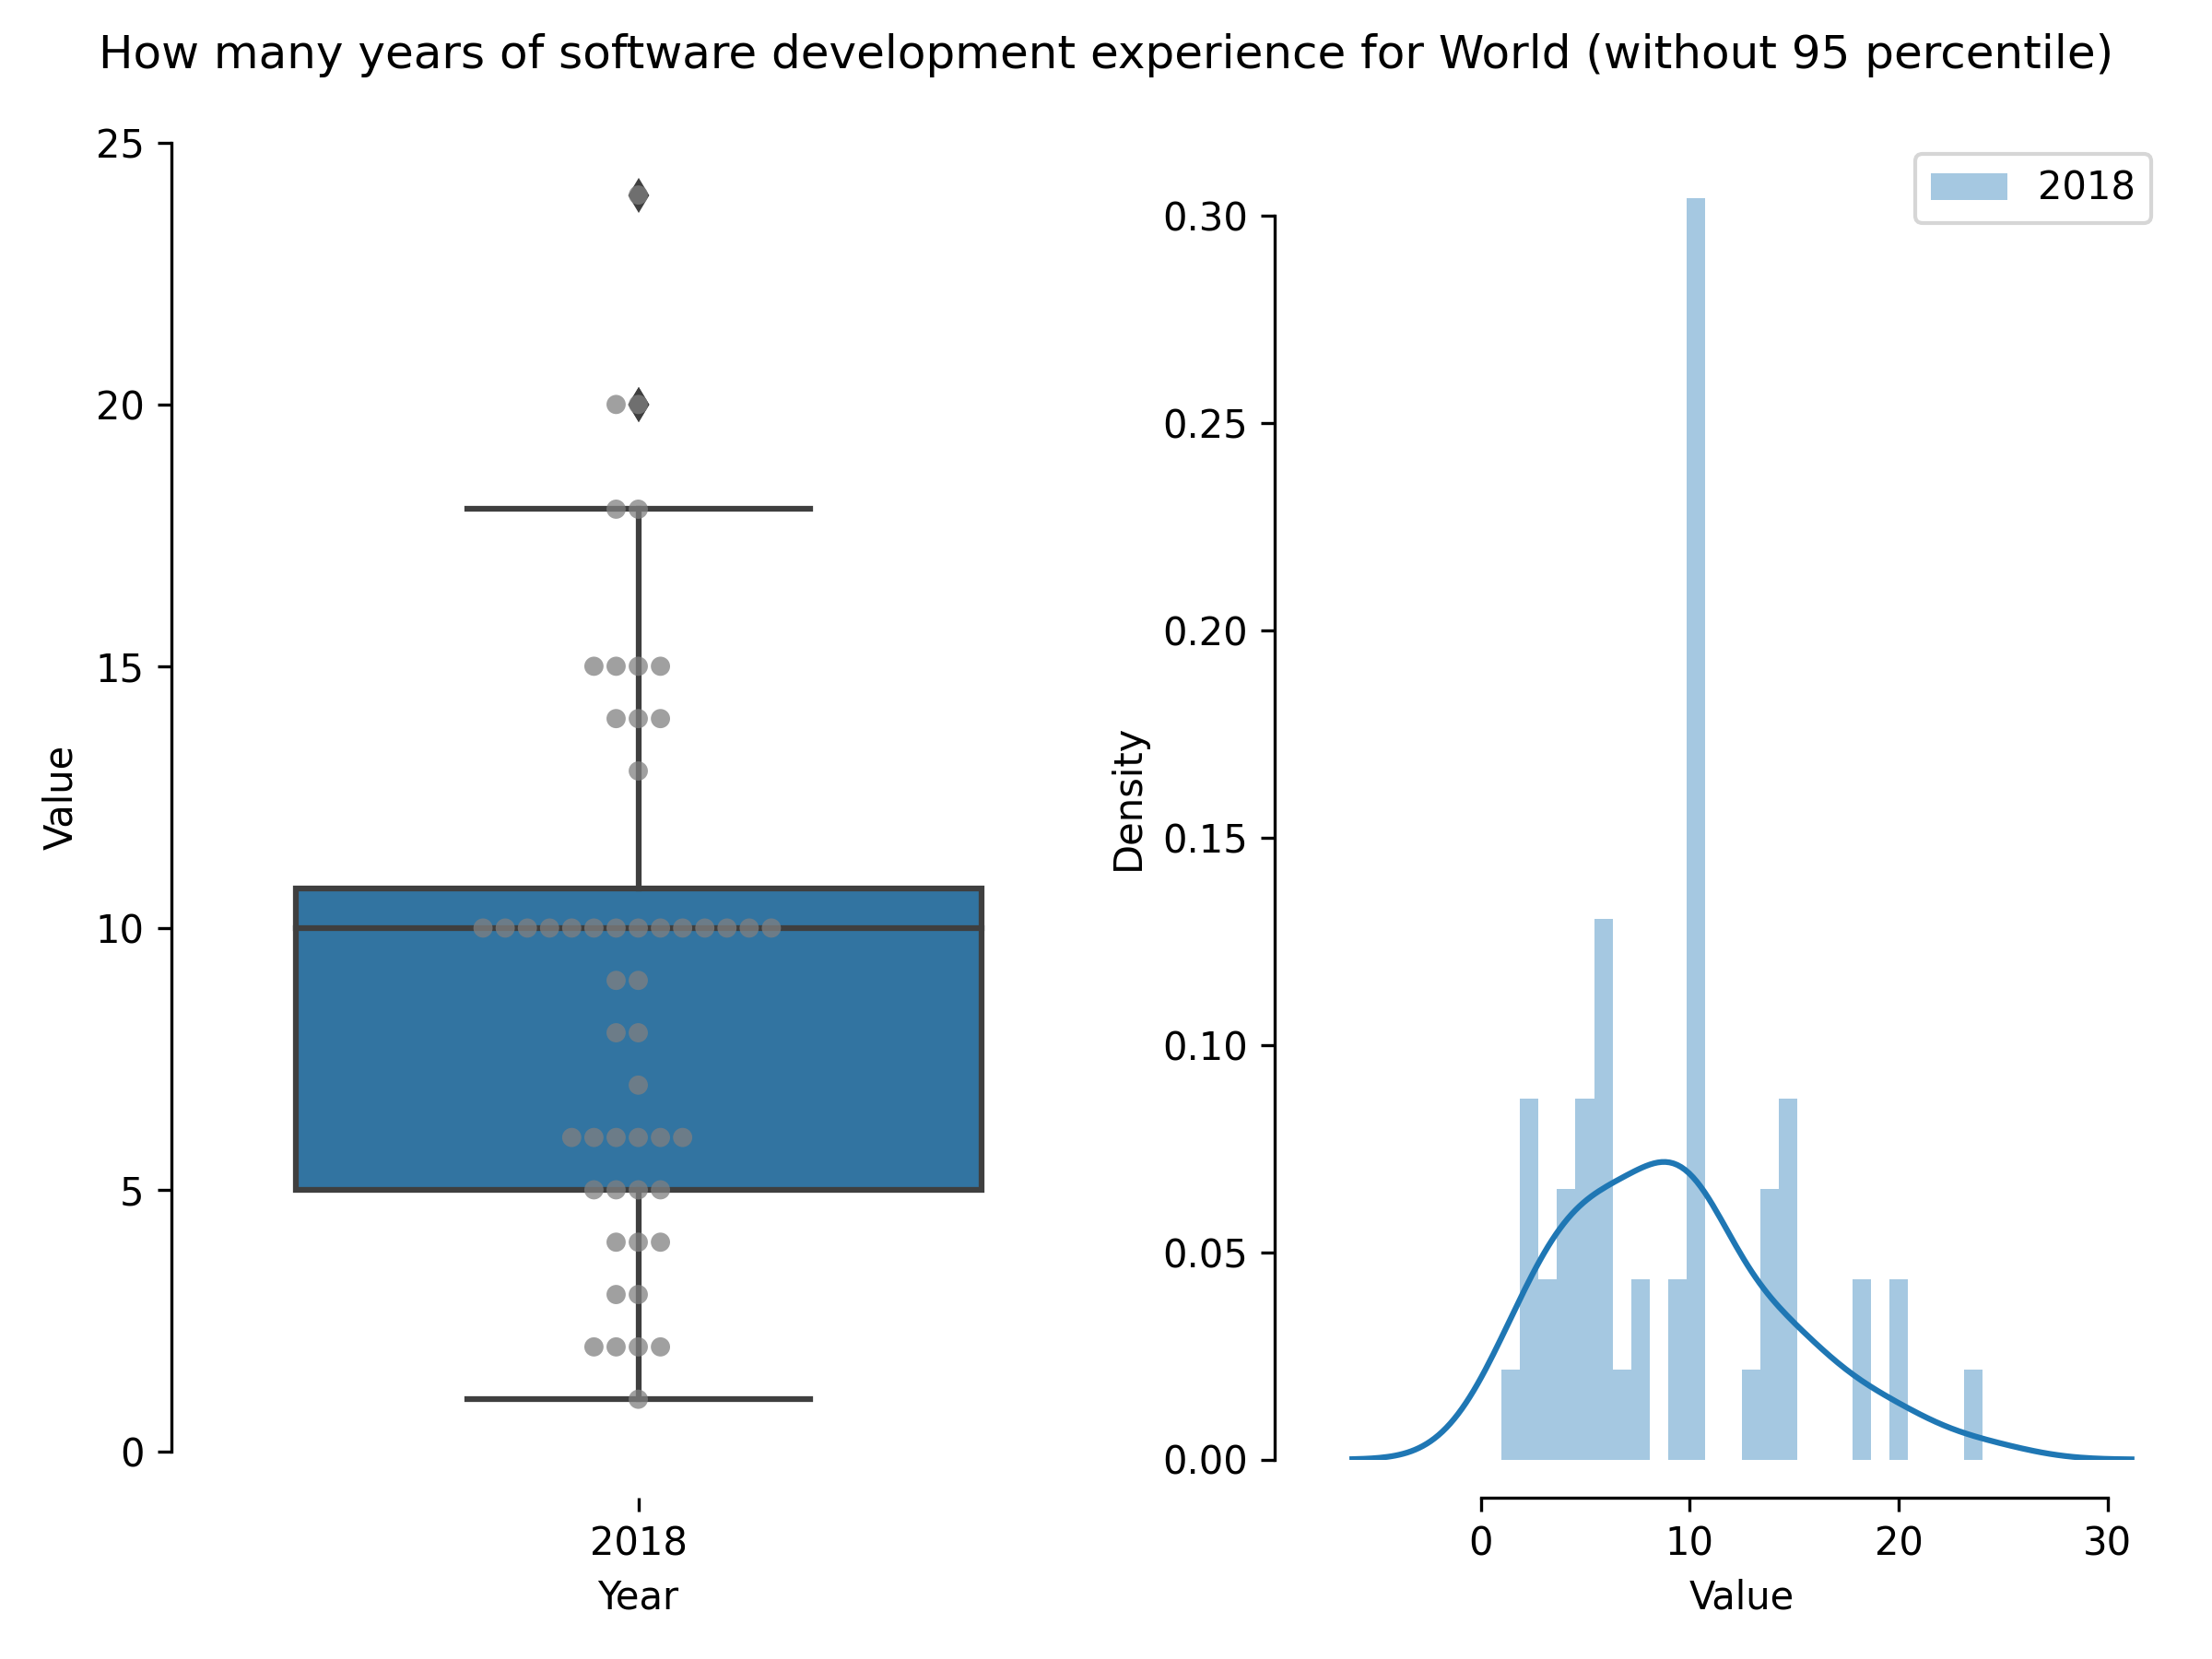 How many years of software development experience for World (without 95 percentile)
25
20
15
10
5
0
Value
2018
Year
2018
0.30
0.25
0.20
0.15
0.10
0.05
0.00
Density
0 10 20 30
Value